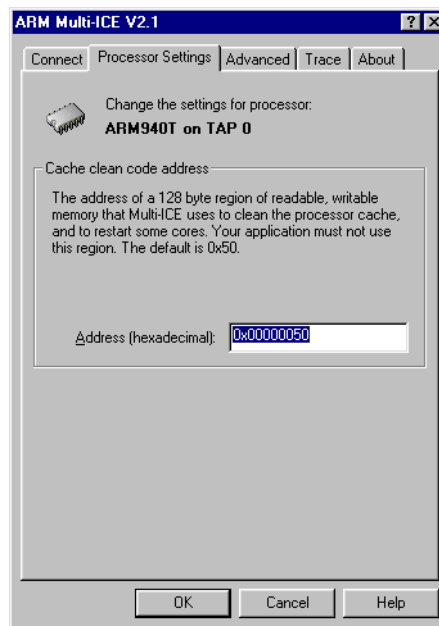 ARM Multi-ICE V2.1
Connect Processor Settings Advanced Trace About
Change the settings for processor:
ARM940T on TAP 0
Cache clean code address
The address of a 128 byte region of readable, writable
memory that Multi-ICE uses to clean the processor cache,
and to restart some cores. Your application must not use
this region. The default is 0x50.
Address (hexadecimal): 0x00000050
OK Cancel Help